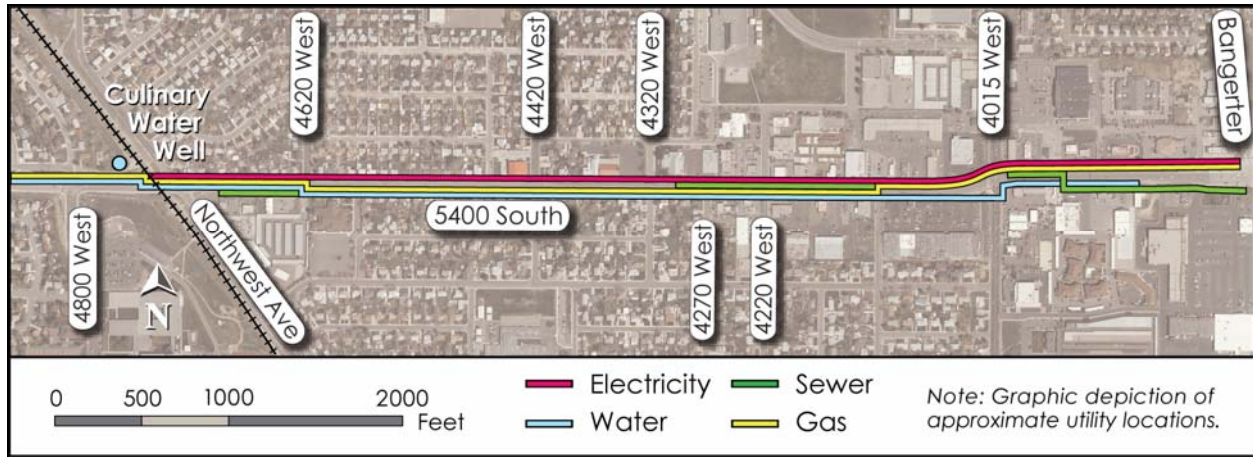 Culinary
Water
Well
4620 West
4420 West
4320 West
4015 West
Bangerter
4800 West
Northwest Ave
5400 South
4270 West
4220 West
N
0 500 1000 2000
Feet
Electricity
Water
Sewer
Gas
Note: Graphic depiction of
approximate utility locations.